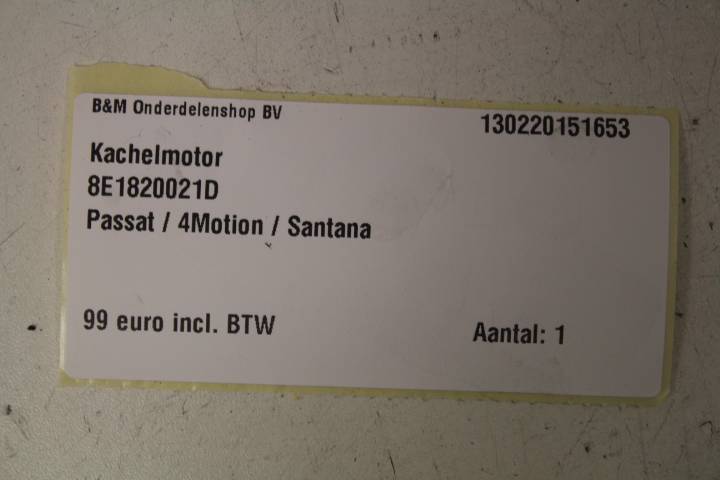 B&M Onderdelenshop BV
130220151653
Kachelmotor
8E1820021D
Passat / 4Motion / Santana
99 euro incl. BTW
Aantal: 1